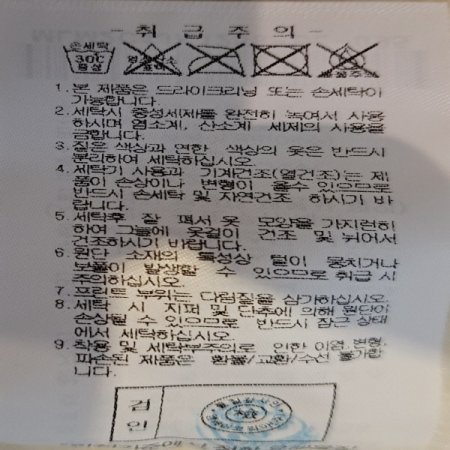 -취급주의-
손세탁
30℃
중성
1. 본 제품은 드라이크리닝 또는 손세탁이
가능합니다.
2. 세탁시 중성세제를 완전히 녹여서 사용
하시며 염소계, 산소계 세제의 사용을
금합니다.
3. 짙은 색상과 연한 색상의 옷은 반드시
분리하여 세탁하십시오.
4. 세탁기 사용과 기계건조(열건조)는 제
품이 손상이나 변형이 올수 있으므로
반드시 손세탁 및 자연건조 하시기 바
랍니다.
5. 세탁후 잘 펴서 옷 모양을 가지런히
하여 그늘에 옷걸이 건조 및 뉘어서
건조하시기 바랍니다.
6. 원단 소재의 특성상 털이 뭉치거나
보풀이 발생할 수 있으므로 취급 시
주의하십시오.
7. 프린트 부위는 다림질을 삼가하십시오.
8. 세탁 시 지퍼 및 단추에 의해 원단이
손상될 수 있으므로 반드시 잠근 상태
에서 세탁하십시오.
9. 착용 및 세탁부주의로 인한 이염, 변형,
파손된 제품은 환불/교환/수선 불가합
니다.
검인